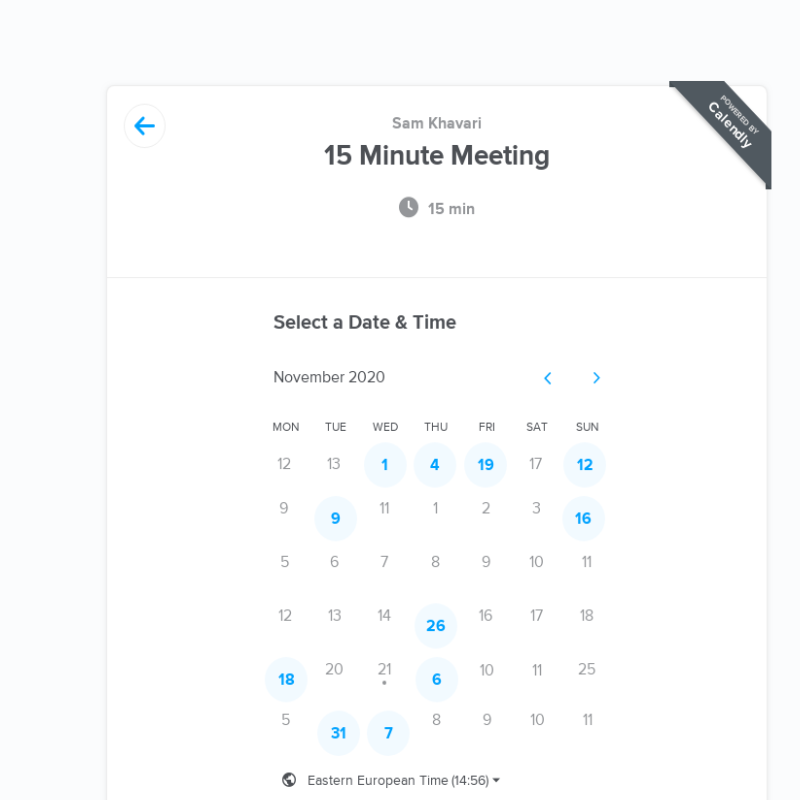 POWERED BY
Calendly
Sam Khavari
15 Minute Meeting
15 min
Select a Date & Time
November 2020
MON TUE WED THU FRI SAT SUN
12 13 1 4 19 17 12
9 9 11 1 2 3 16
5 6 7 8 9 10 11
12 13 14 26 16 17 18
18 20 21 6 10 11 25
5 31 7 8 9 10 11
Eastern European Time (14:56)